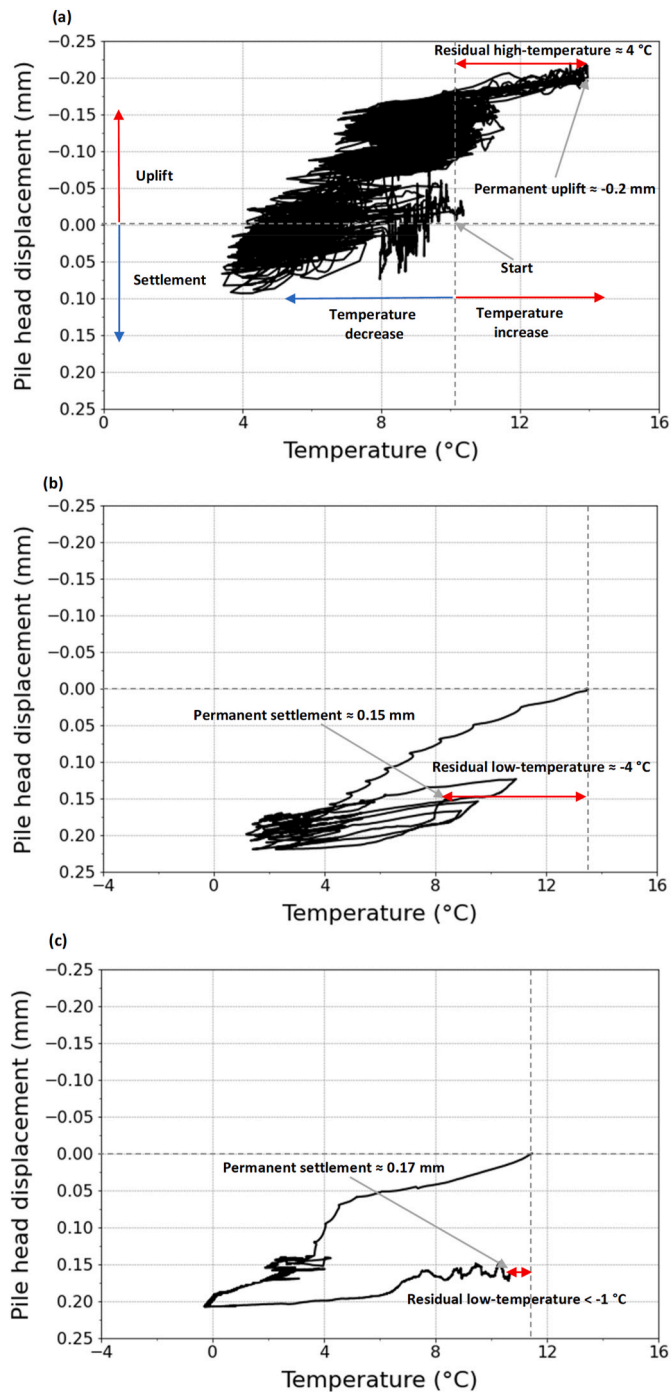 (a)
−0.25
−0.20
−0.15
−0.10
−0.05
0.00
0.05
0.10
0.15
0.20
0.25
Pile head displacement (mm)
Residual high-temperature ≈ 4 °C
Permanent uplift ≈ -0.2 mm
Uplift
Start
Settlement
Temperature
decrease
Temperature
increase
0
4
8
12
16
Temperature (°C)
(b)
−0.25
−0.20
−0.15
−0.10
−0.05
0.00
0.05
0.10
0.15
0.20
0.25
Pile head displacement (mm)
Permanent settlement ≈ 0.15 mm
Residual low-temperature ≈ -4 °C
−4
0
4
8
12
16
Temperature (°C)
(c)
−0.25
−0.20
−0.15
−0.10
−0.05
0.00
0.05
0.10
0.15
0.20
0.25
Pile head displacement (mm)
Permanent settlement ≈ 0.17 mm
Residual low-temperature < -1 °C
−4
0
4
8
12
16
Temperature (°C)